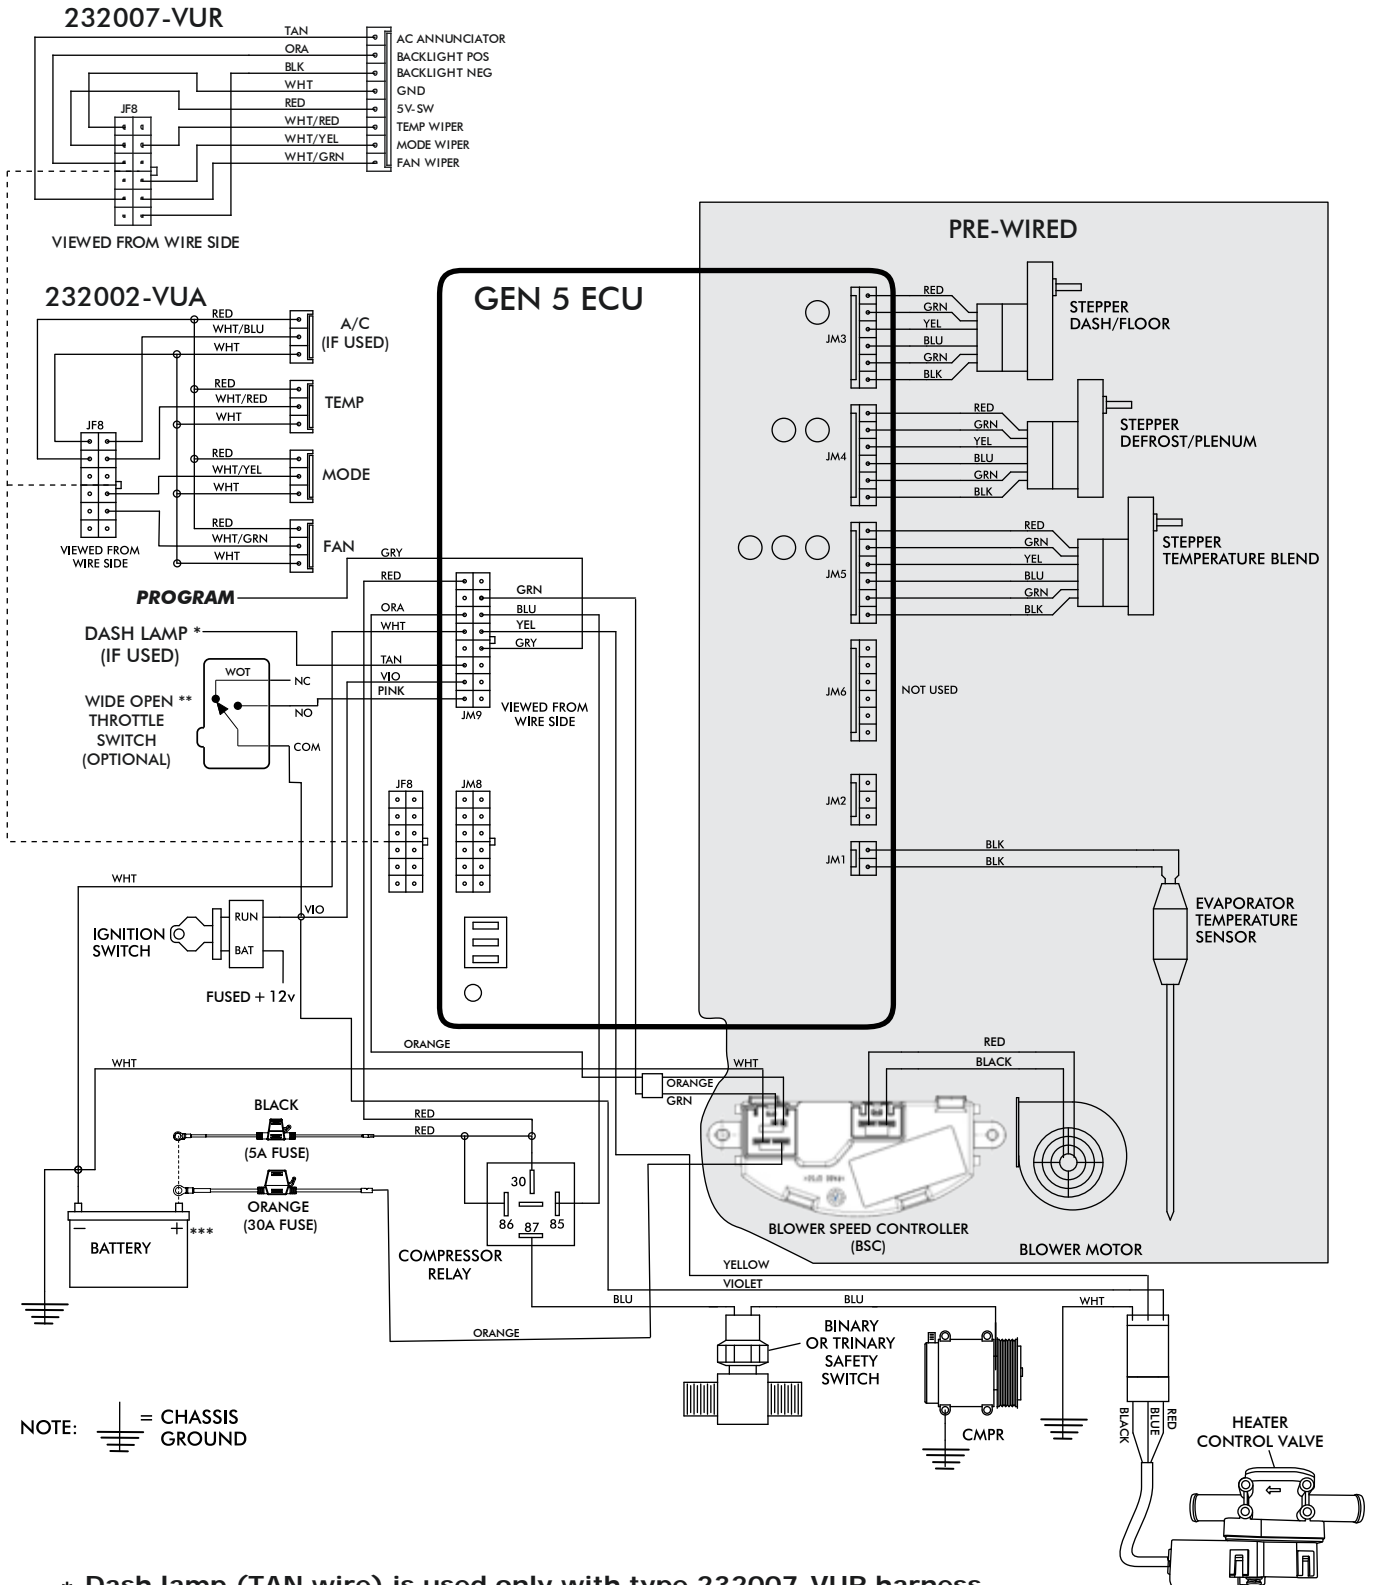 232007-VUR
TAN
ORA
BLK
WHT
RED
WHT/RED
WHT/YEL
WHT/GRN
AC ANNUNCIATOR
BACKLIGHT POS
BACKLIGHT NEG
GND
5V-SW
TEMP WIPER
MODE WIPER
FAN WIPER
JF8
VIEWED FROM WIRE SIDE
232002-VUA
RED
WHT/BLU
WHT
A/C
(IF USED)
RED
WHT/RED
WHT
TEMP
JF8
RED
WHT/YEL
WHT
MODE
RED
WHT/GRN
WHT
FAN
VIEWED FROM
WIRE SIDE
PROGRAM
DASH LAMP *
(IF USED)
WIDE OPEN **
THROTTLE
SWITCH
(OPTIONAL)
WOT
NC
NO
COM
GRY
RED
ORA
WHT
TAN
VIO
PINK
GEN 5 ECU
GRN
BLU
YEL
GRY
JM9
VIEWED FROM
WIRE SIDE
JF8
JM8
PRE-WIRED
JM3
RED
GRN
YEL
BLU
GRN
BLK
STEPPER
DASH/FLOOR
JM4
RED
GRN
YEL
BLU
GRN
BLK
STEPPER
DEFROST/PLENUM
JM5
RED
GRN
YEL
BLU
GRN
BLK
STEPPER
TEMPERATURE BLEND
JM6
NOT USED
JM2
JM1
BLK
BLK
EVAPORATOR
TEMPERATURE
SENSOR
WHT
IGNITION
SWITCH
RUN
BAT
VIO
FUSED + 12v
ORANGE
WHT
WHT
ORANGE
GRN
RED
BLACK
BLACK
(5A FUSE)
RED
RED
ORANGE
(30A FUSE)
BATTERY
−
+ ***
30
86
87
85
COMPRESSOR
RELAY
BLOWER SPEED CONTROLLER
(BSC)
BLOWER MOTOR
YELLOW
VIOLET
BLU
BLU
WHT
ORANGE
BINARY
OR TRINARY
SAFETY
SWITCH
CMPR
BLACK
BLUE
RED
HEATER
CONTROL VALVE
NOTE:
= CHASSIS
GROUND
* Dash lamp (TAN wire) is used only with type 232007-VUR harness